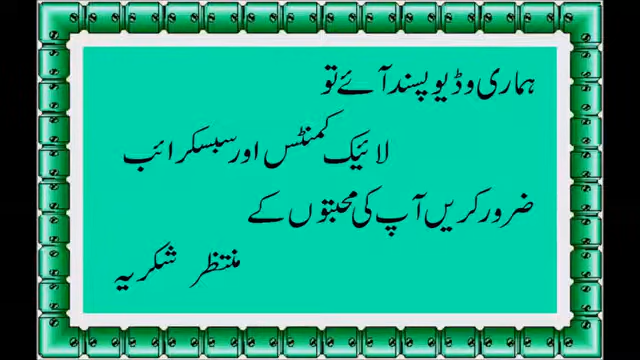 ہماری وڈیو پسند آئے تو
لائیک کمنٹس اور سبسکرائب
ضرور کریں آپ کی محبتوں کے
منتظر شکریہ